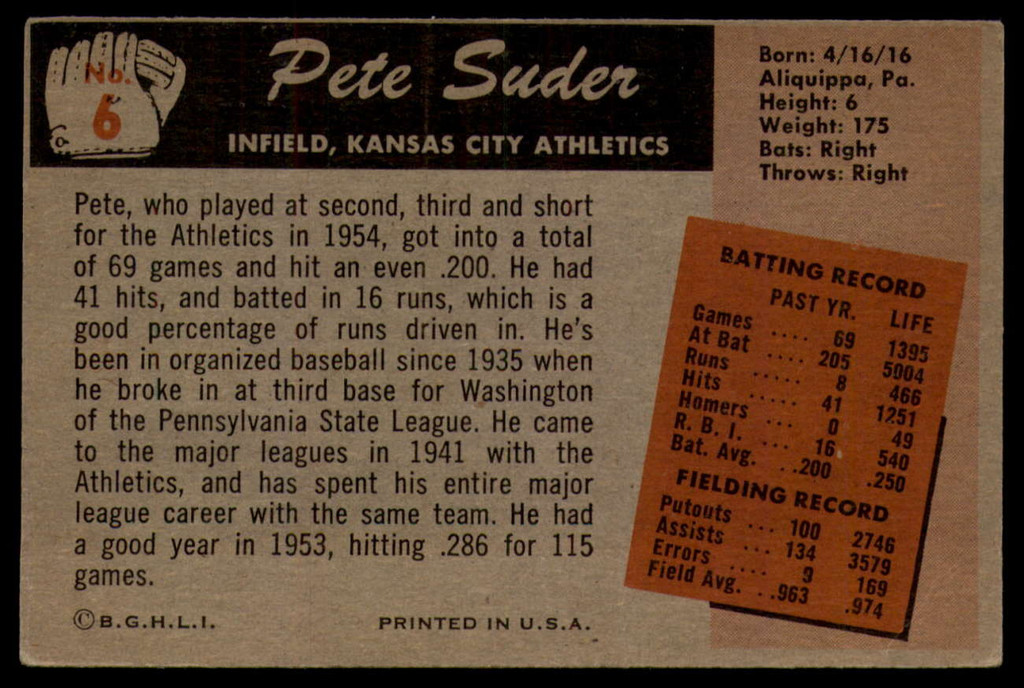 No.
6
Pete Suder
INFIELD, KANSAS CITY ATHLETICS
Born: 4/16/16
Aliquippa, Pa.
Height: 6
Weight: 175
Bats: Right
Throws: Right
Pete, who played at second, third and short
for the Athletics in 1954, got into a total
of 69 games and hit an even .200. He had
41 hits, and batted in 16 runs, which is a
good percentage of runs driven in. He's
been in organized baseball since 1935 when
he broke in at third base for Washington
of the Pennsylvania State League. He came
to the major leagues in 1941 with the
Athletics, and has spent his entire major
league career with the same team. He had
a good year in 1953, hitting .286 for 115
games.
BATTING RECORD
PAST YR. LIFE
Games .... 69 1395
At Bat .... 205 5004
Runs ..... 8 466
Hits ..... 41 1251
Homers .... 0 49
R. B. I. ... 16 540
Bat. Avg. . .200 .250
FIELDING RECORD
Putouts ... 100 2746
Assists ... 134 3579
Errors .... 9 169
Field Avg. . .963 .974
©B.G.H.L.I.
PRINTED IN U.S.A.